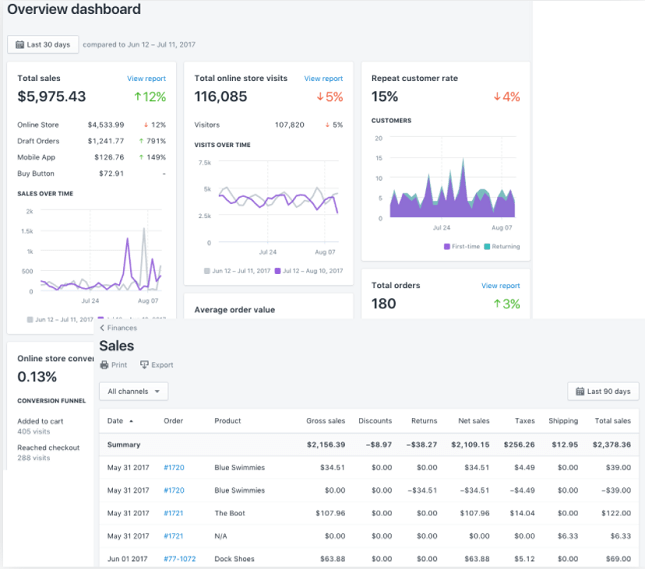 Overview dashboard
Last 30 days compared to Jun 12 – Jul 11, 2017
Total sales View report
$5,975.43 ↑12%
Online Store $4,533.99 ↓ 12%
Draft Orders $1,241.77 ↑ 791%
Mobile App $126.76 ↑ 149%
Buy Button $72.91 -
SALES OVER TIME
2k
1.5k
1k
500
0
Jul 24 Aug 07
Jun 12 – Jul 11, 2017
Total online store visits View report
116,085 ↓5%
Visitors 107,820 ↓ 5%
VISITS OVER TIME
7.5k
5k
2.5k
0
Jul 24 Aug 07
Jun 12 – Jul 11, 2017 Jul 12 – Aug 10, 2017
Repeat customer rate
15% ↓4%
CUSTOMERS
20
15
10
5
0
Jul 24 Aug 07
First-time Returning
Average order value
Total orders View report
180 ↑3%
Online store conver
0.13%
CONVERSION FUNNEL
Added to cart
405 visits
Reached checkout
288 visits
Finances
Sales
Print Export
All channels Last 90 days
Date Order Product Gross sales Discounts Returns Net sales Taxes Shipping Total sales
Summary $2,156.39 −$8.97 −$38.27 $2,109.15 $256.26 $12.95 $2,378.36
May 31 2017 #1720 Blue Swimmies $34.51 $0.00 $0.00 $34.51 $4.49 $0.00 $39.00
May 31 2017 #1720 Blue Swimmies $0.00 $0.00 −$34.51 −$34.51 −$4.49 $0.00 −$39.00
May 31 2017 #1721 The Boot $107.96 $0.00 $0.00 $107.96 $14.04 $0.00 $122.00
May 31 2017 #1721 N/A $0.00 $0.00 $0.00 $0.00 $0.00 $6.33 $6.33
Jun 01 2017 #77-1072 Dock Shoes $63.88 $0.00 $0.00 $63.88 $5.12 $0.00 $69.00